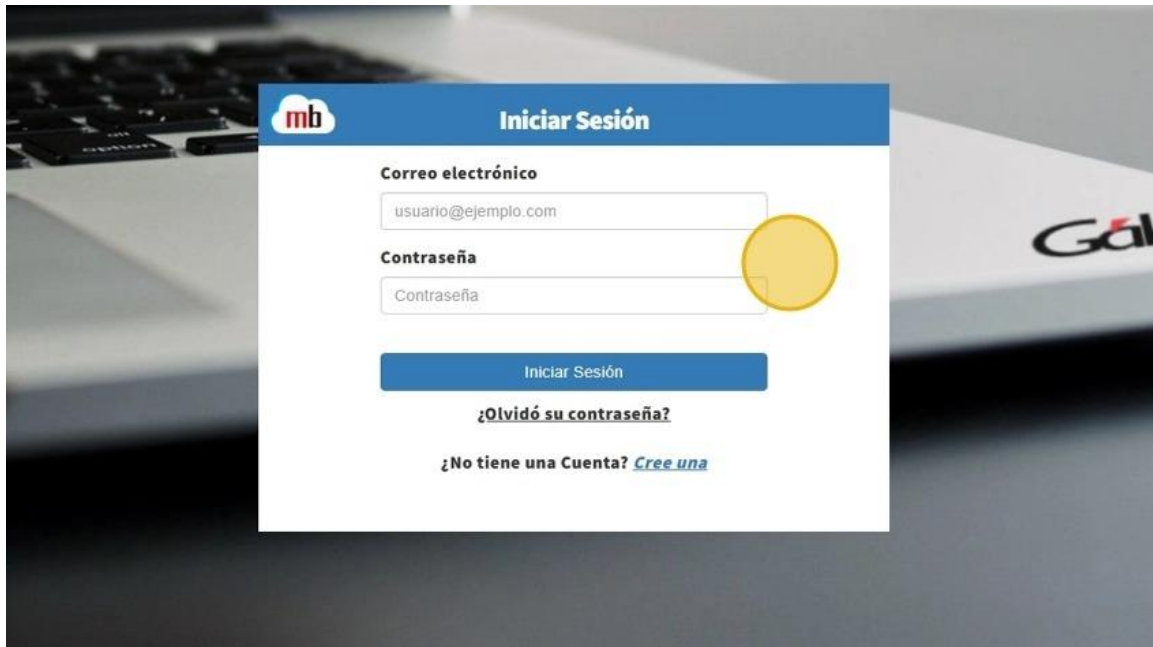 mb
Iniciar Sesión
Correo electrónico
usuario@ejemplo.com
Contraseña
Contraseña
Iniciar Sesión
¿Olvidó su contraseña?
¿No tiene una Cuenta? Cree una
option